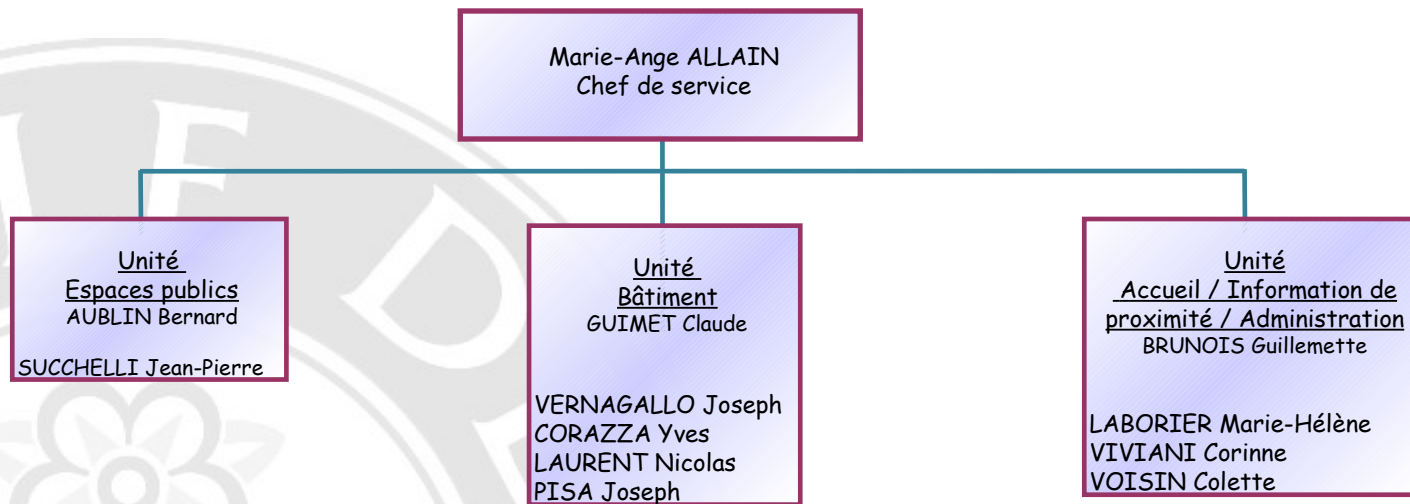 Marie-Ange ALLAIN
Chef de service
Unité
Espaces publics
AUBLIN Bernard
SUCCHELLI Jean-Pierre
Unité
Bâtiment
GUIMET Claude
VERNAGALLO Joseph
CORAZZA Yves
LAURENT Nicolas
PISA Joseph
Unité
Accueil / Information de
proximité / Administration
BRUNOIS Guillemette
LABORIER Marie-Hélène
VIVIANI Corinne
VOISIN Colette